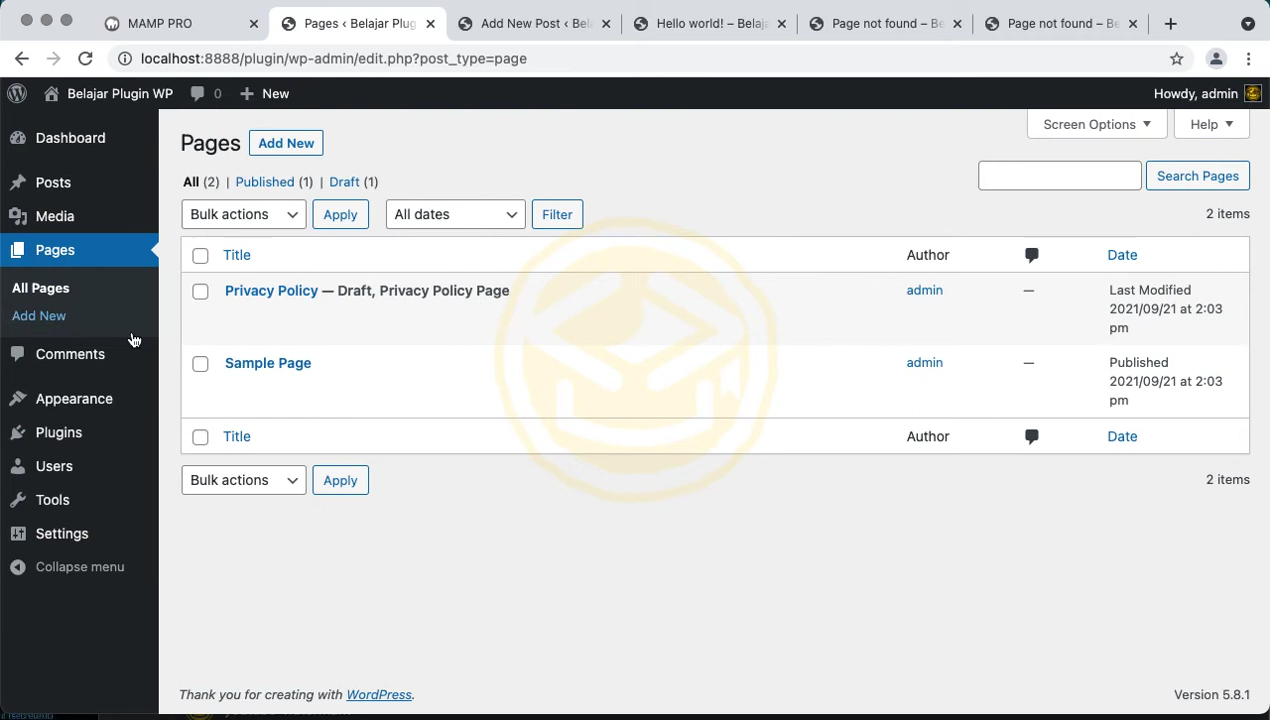 MAMP PRO
Pages ‹ Belajar Plug
Add New Post ‹ Bela
Hello world! – Belaja
Page not found – Be
Page not found – Be
localhost:8888/plugin/wp-admin/edit.php?post_type=page
Belajar Plugin WP 0 New Howdy, admin
Dashboard
Posts
Media
Pages
All Pages
Add New
Comments
Appearance
Plugins
Users
Tools
Settings
Collapse menu
Screen Options Help
Pages Add New
All (2) | Published (1) | Draft (1)
Search Pages
Bulk actions Apply All dates Filter 2 items
Title Author Date
Privacy Policy — Draft, Privacy Policy Page admin — Last Modified
2021/09/21 at 2:03
pm
Sample Page admin — Published
2021/09/21 at 2:03
pm
Title Author Date
Bulk actions Apply 2 items
Thank you for creating with WordPress. Version 5.8.1